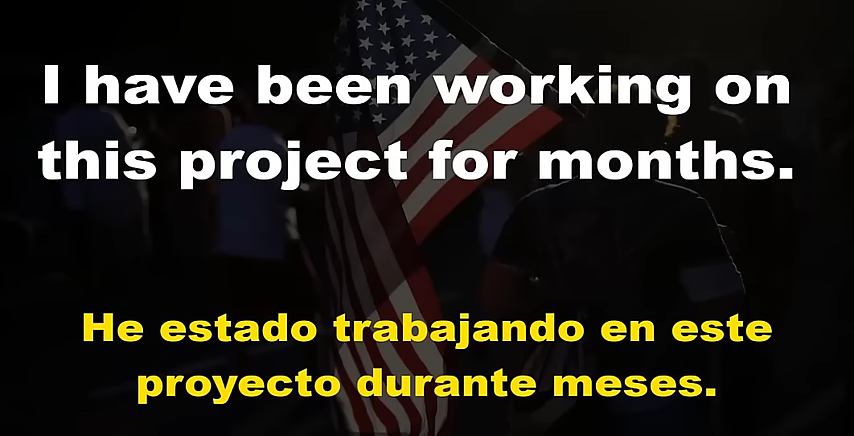 I have been working on
this project for months.
He estado trabajando en este
proyecto durante meses.